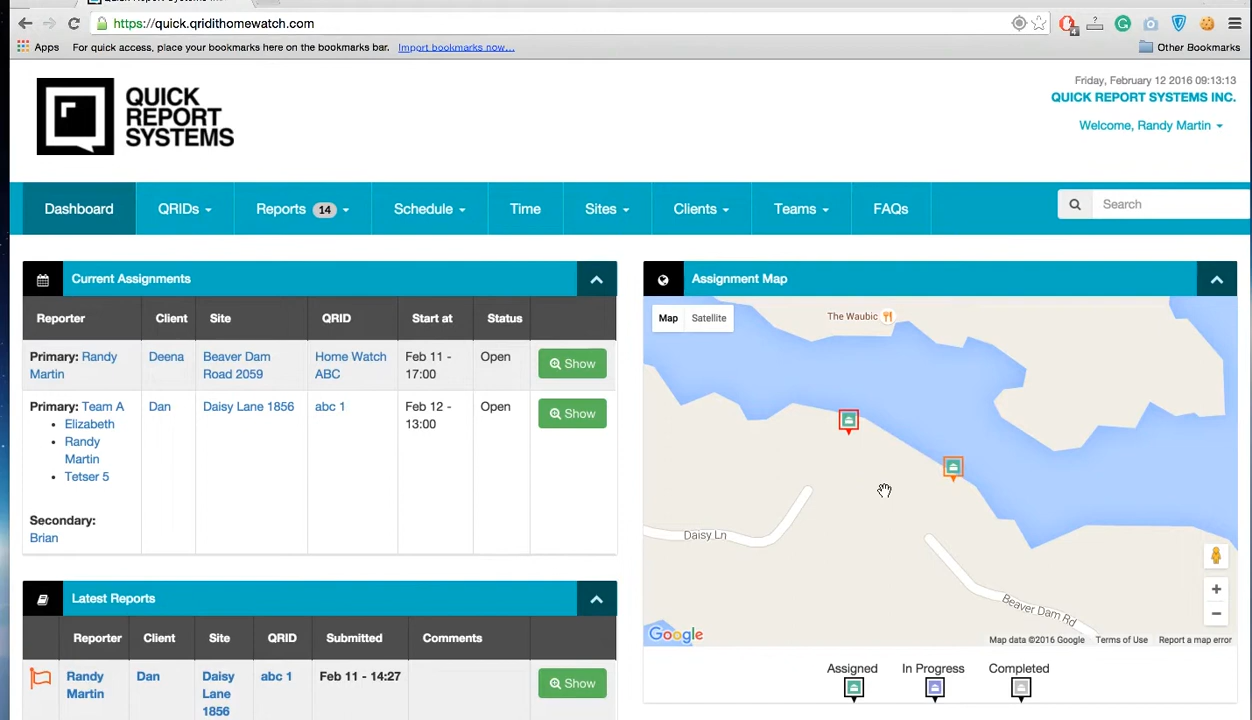 https://quick.qridithomewatch.com
Apps For quick access, place your bookmarks here on the bookmarks bar. Import bookmarks now... Other Bookmarks
Friday, February 12 2016 09:13:13
QUICK REPORT SYSTEMS INC.
Welcome, Randy Martin
QUICK
REPORT
SYSTEMS
Dashboard QRIDs Reports 14 Schedule Time Sites Clients Teams FAQs Search
Current Assignments
Reporter Client Site QRID Start at Status
Primary: Randy Deena Beaver Dam Home Watch Feb 11 - Open Show
Martin Road 2059 ABC 17:00
Primary: Team A Dan Daisy Lane 1856 abc 1 Feb 12 - Open Show
Elizabeth 13:00
Randy
Martin
Tetser 5
Secondary:
Brian
Latest Reports
Reporter Client Site QRID Submitted Comments
Randy Dan Daisy abc 1 Feb 11 - 14:27 Show
Martin Lane
1856
Assignment Map
Map Satellite
The Waubic
Daisy Ln
Beaver Dam Rd
Google Map data ©2016 Google Terms of Use Report a map error
Assigned In Progress Completed